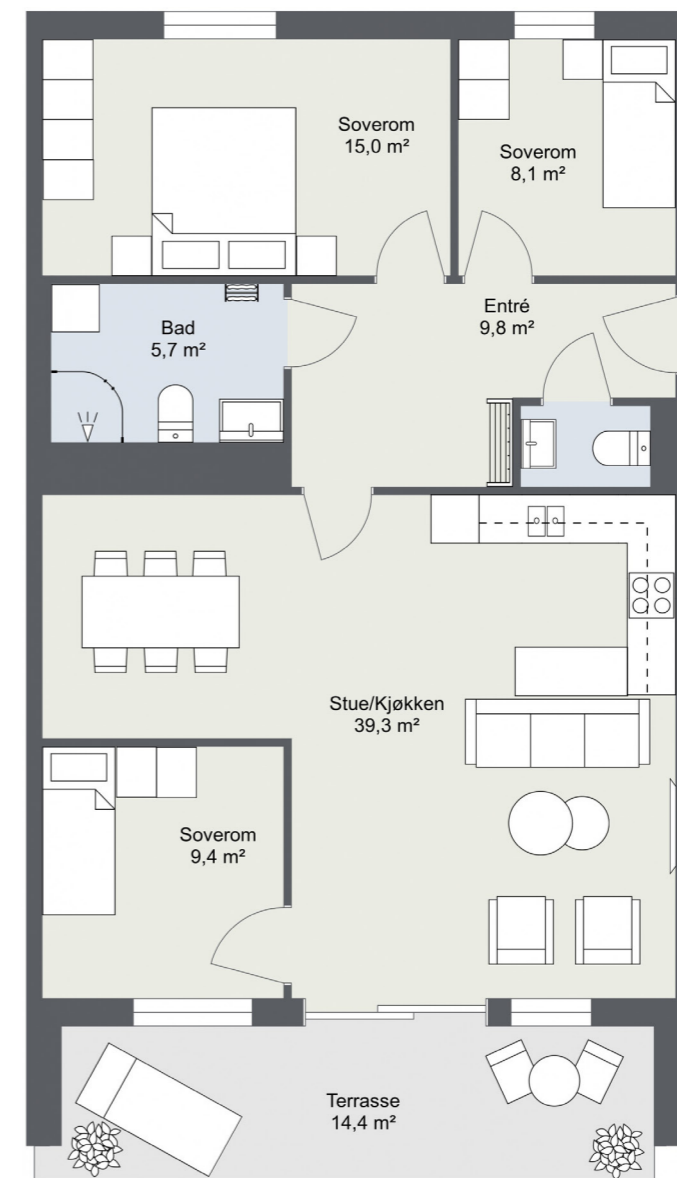 Soverom
15,0 m²
Soverom
8,1 m²
Bad
5,7 m²
Entré
9,8 m²
Stue/Kjøkken
39,3 m²
Soverom
9,4 m²
Terrasse
14,4 m²